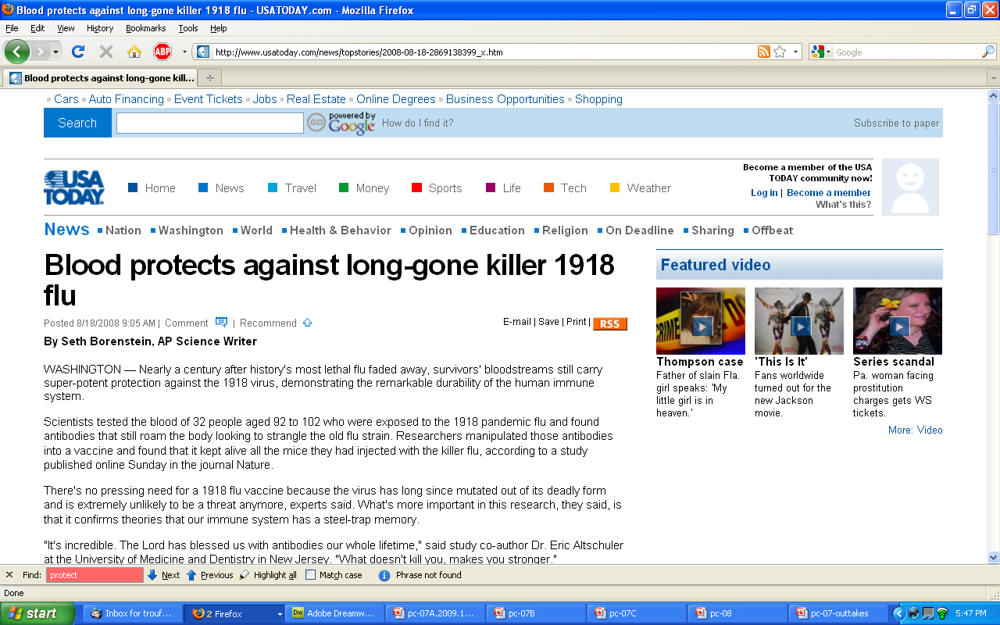 Blood protects against long-gone killer 1918 flu - USATODAY.com - Mozilla Firefox
File Edit View History Bookmarks Tools Help
ABP http://www.usatoday.com/news/topstories/2008-08-18-2869138399_x.htm Google
Blood protects against long-gone kill...
Cars Auto Financing Event Tickets Jobs Real Estate Online Degrees Business Opportunities Shopping
Search GO powered by Google How do I find it? Subscribe to paper
Become a member of the USA
TODAY community now!
Log in | Become a member
What's this?
USA
TODAY.
Home News Travel Money Sports Life Tech Weather
News Nation Washington World Health & Behavior Opinion Education Religion On Deadline Sharing Offbeat
Blood protects against long-gone killer 1918
flu
Posted 8/18/2008 9:05 AM | Comment | Recommend E-mail | Save | Print | RSS
By Seth Borenstein, AP Science Writer
WASHINGTON — Nearly a century after history's most lethal flu faded away, survivors' bloodstreams still carry
super-potent protection against the 1918 virus, demonstrating the remarkable durability of the human immune
system.
Scientists tested the blood of 32 people aged 92 to 102 who were exposed to the 1918 pandemic flu and found
antibodies that still roam the body looking to strangle the old flu strain. Researchers manipulated those antibodies
into a vaccine and found that it kept alive all the mice they had injected with the killer flu, according to a study
published online Sunday in the journal Nature.
There's no pressing need for a 1918 flu vaccine because the virus has long since mutated out of its deadly form
and is extremely unlikely to be a threat anymore, experts said. What's more important in this research, they said, is
that it confirms theories that our immune system has a steel-trap memory.
"It's incredible. The Lord has blessed us with antibodies our whole lifetime," said study co-author Dr. Eric Altschuler
at the University of Medicine and Dentistry in New Jersey. "What doesn't kill you, makes you stronger."
Featured video
CRIME DO
Thompson case
Father of slain Fla.
girl speaks: 'My
little girl is in
heaven.'
'This Is It'
Fans worldwide
turned out for the
new Jackson
movie.
Series scandal
Pa. woman facing
prostitution
charges gets WS
tickets.
More: Video
Find: protect Next Previous Highlight all Match case Phrase not found
Done
start Inbox for trouf... 2 Firefox Dw Adobe Dreamw... pc-07A.2009.1... pc-07B pc-07C pc-08 pc-07-outtakes 5:47 PM